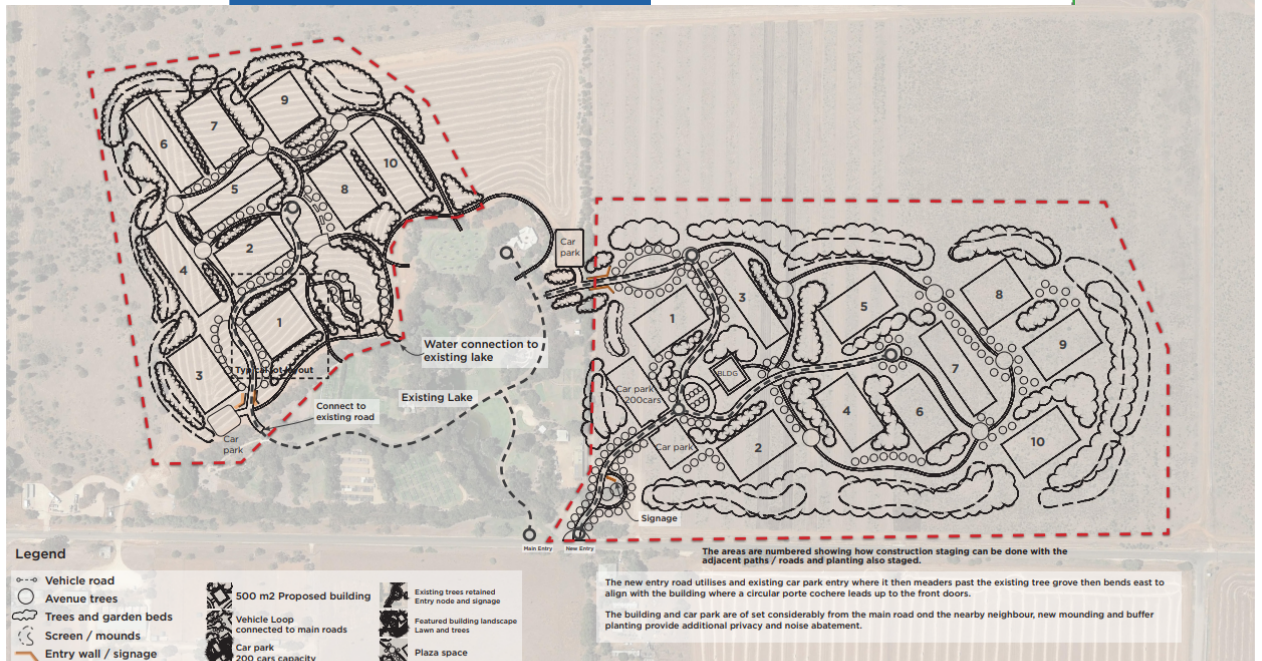 9
7
6
10
5
8
2
4
1
3
Car
park
Car
park
Water connection to
existing lake
Existing Lake
Connect to
existing road
1
3
5
8
9
7
4
6
2
10
BLDG
Car park
200cars
Car park
Signage
Main Entry
New Entry
Legend
Vehicle road
Avenue trees
Trees and garden beds
Screen / mounds
Entry wall / signage
500 m2 Proposed building
Vehicle Loop
connected to main roads
Car park
200 cars capacity
Existing trees retained
Entry node and signage
Featured building landscape
Lawn and trees
Plaza space
The areas are numbered showing how construction staging can be done with the
adjacent paths / roads and planting also staged.
The new entry road utilises and existing car park entry where it then meaders past the existing tree grove then bends east to
align with the building where a circular porte cochere leads up to the front doors.
The building and car park are of set considerably from the main road ond the nearby neighbour, new mounding and buffer
planting provide additional privacy and noise abatement.